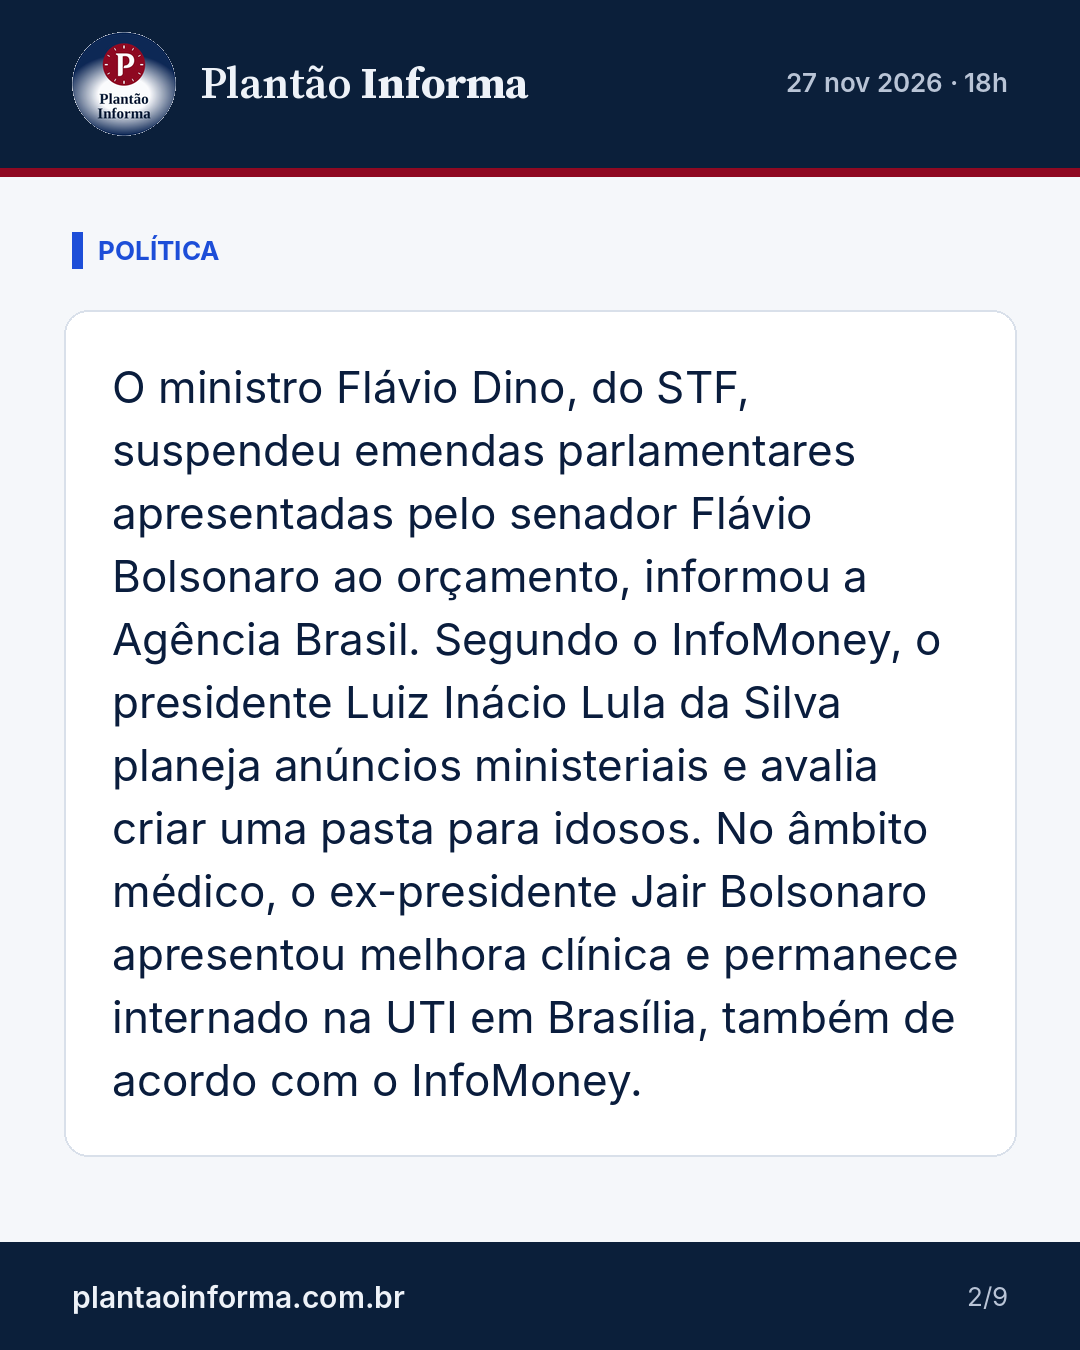 P
Plantão
Informa
Plantão Informa
27 nov 2026 · 18h
POLÍTICA
O ministro Flávio Dino, do STF,
suspendeu emendas parlamentares
apresentadas pelo senador Flávio
Bolsonaro ao orçamento, informou a
Agência Brasil. Segundo o InfoMoney, o
presidente Luiz Inácio Lula da Silva
planeja anúncios ministeriais e avalia
criar uma pasta para idosos. No âmbito
médico, o ex-presidente Jair Bolsonaro
apresentou melhora clínica e permanece
internado na UTI em Brasília, também de
acordo com o InfoMoney.
plantaoinforma.com.br
2/9